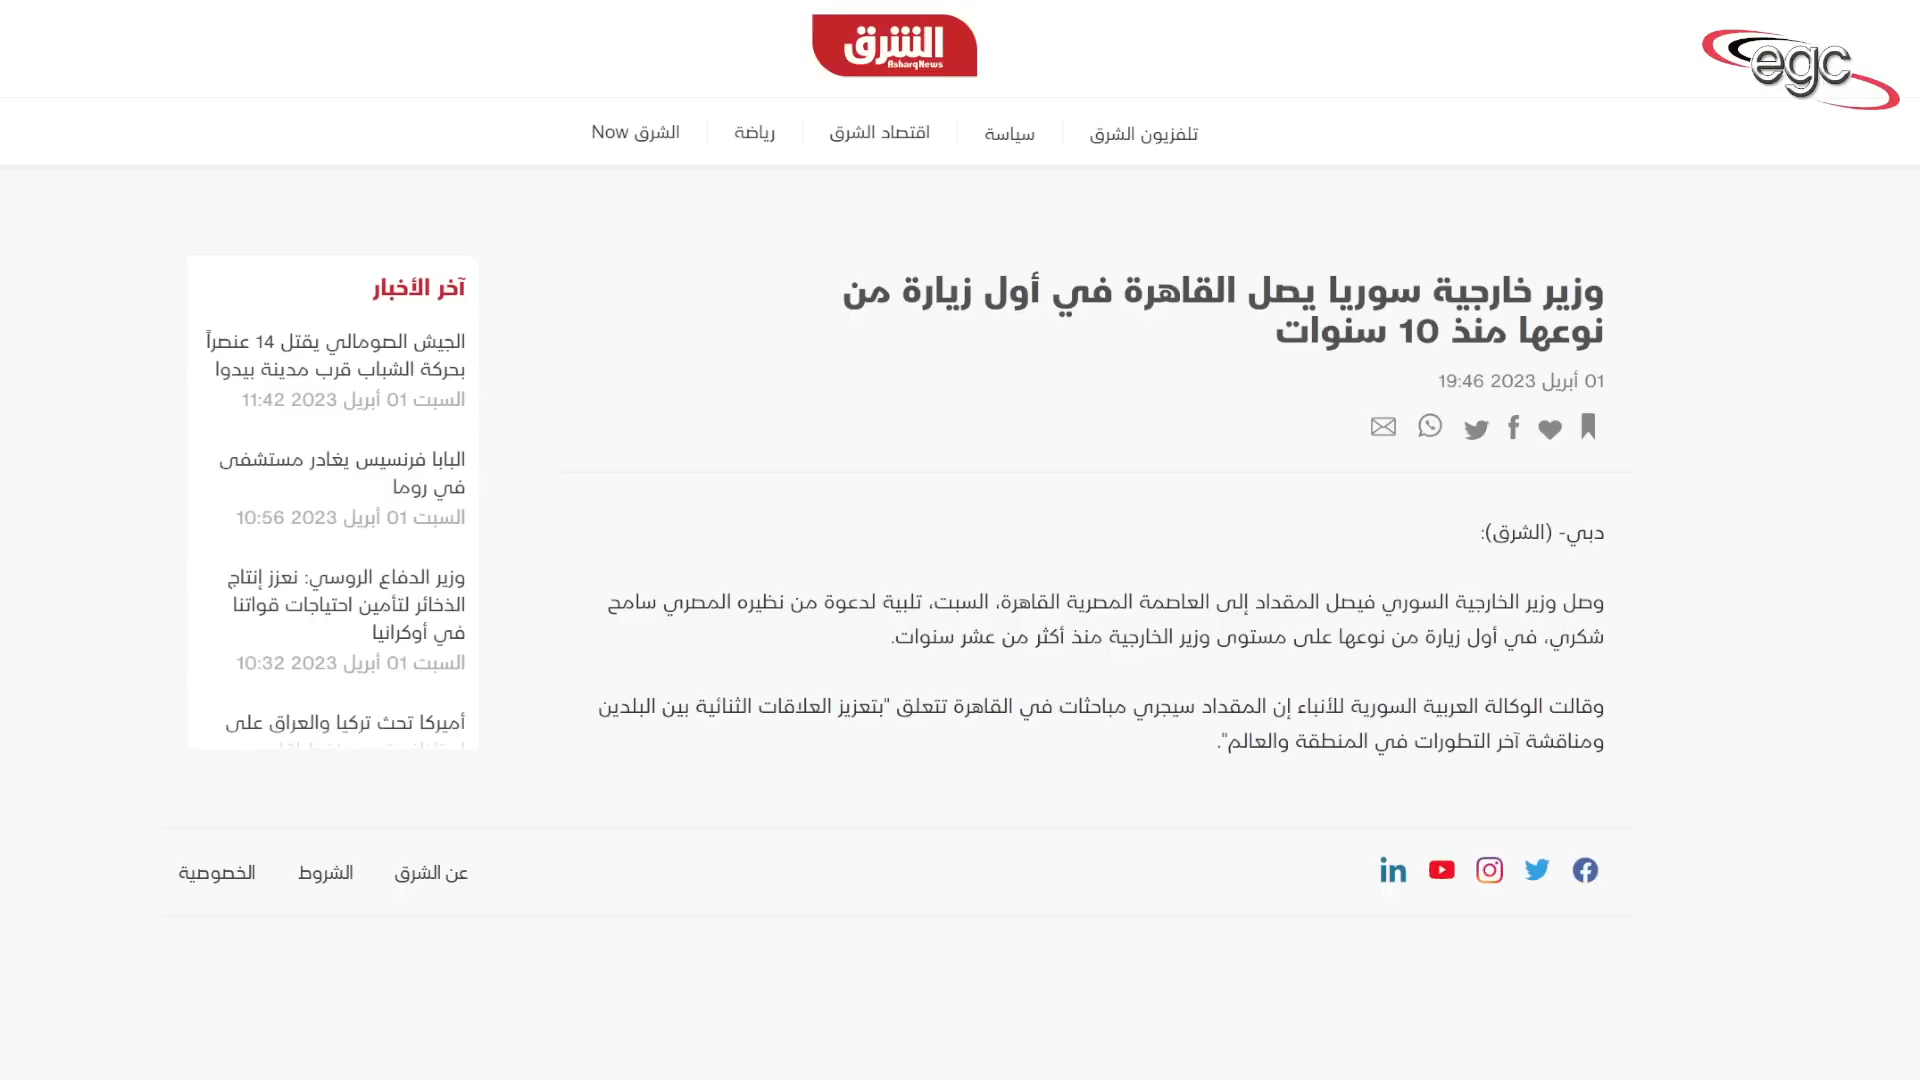 الشرق
Asharq News
egc
تلفزيون الشرق
سياسة
اقتصاد الشرق
رياضة
الشرق Now
وزير خارجية سوريا يصل القاهرة في أول زيارة من
نوعها منذ 10 سنوات
01 أبريل 2023 19:46
دبي- (الشرق):
وصل وزير الخارجية السوري فيصل المقداد إلى العاصمة المصرية القاهرة، السبت، تلبية لدعوة من نظيره المصري سامح
شكري، في أول زيارة من نوعها على مستوى وزير الخارجية منذ أكثر من عشر سنوات.
وقالت الوكالة العربية السورية للأنباء إن المقداد سيجري مباحثات في القاهرة تتعلق "بتعزيز العلاقات الثنائية بين البلدين
ومناقشة آخر التطورات في المنطقة والعالم".
آخر الأخبار
الجيش الصومالي يقتل 14 عنصراً
بحركة الشباب قرب مدينة بيدوا
السبت 01 أبريل 2023 11:42
البابا فرنسيس يغادر مستشفى
في روما
السبت 01 أبريل 2023 10:56
وزير الدفاع الروسي: نعزز إنتاج
الذخائر لتأمين احتياجات قواتنا
في أوكرانيا
السبت 01 أبريل 2023 10:32
أميركا تحث تركيا والعراق على
عن الشرق
الشروط
الخصوصية